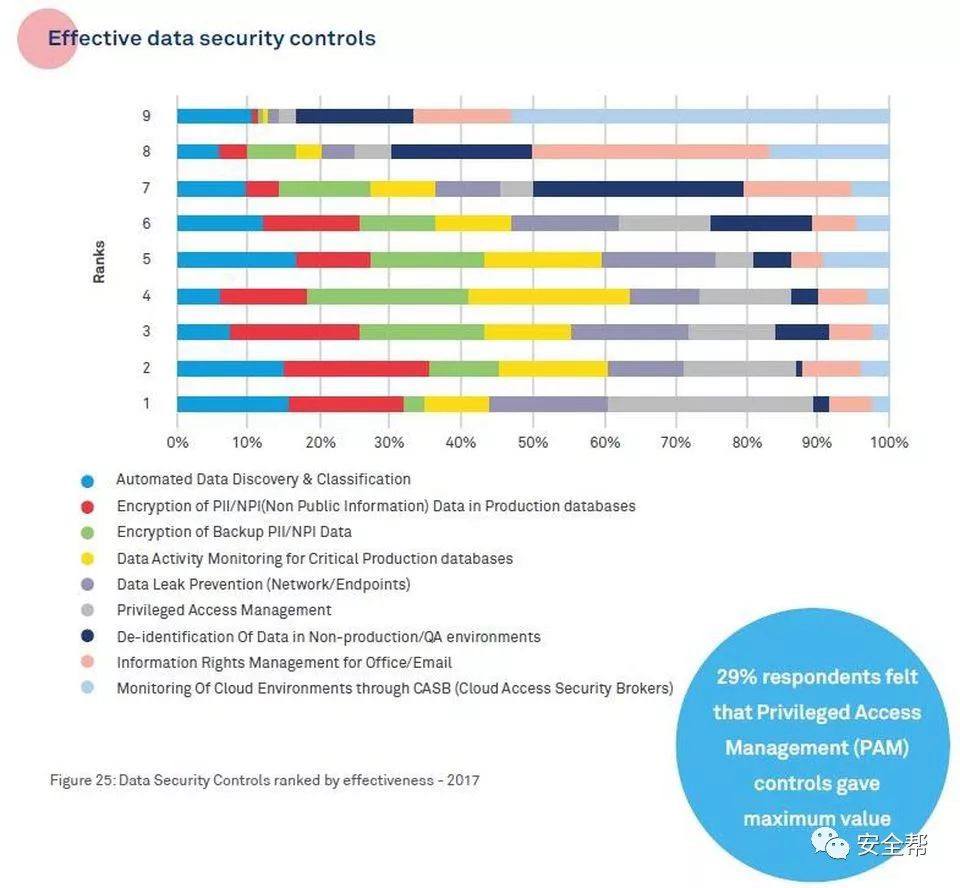 Effective data security controls
9
8
7
6
5
4
3
2
1
Ranks
0% 10% 20% 30% 40% 50% 60% 70% 80% 90% 100%
Automated Data Discovery & Classification
Encryption of PII/NPI(Non Public Information) Data in Production databases
Encryption of Backup PII/NPI Data
Data Activity Monitoring for Critical Production databases
Data Leak Prevention (Network/Endpoints)
Privileged Access Management
De-identification Of Data in Non-production/QA environments
Information Rights Management for Office/Email
Monitoring Of Cloud Environments through CASB (Cloud Access Security Brokers)
29% respondents felt
that Privileged Access
Management (PAM)
controls gave
maximum value
Figure 25: Data Security Controls ranked by effectiveness - 2017
安全帮